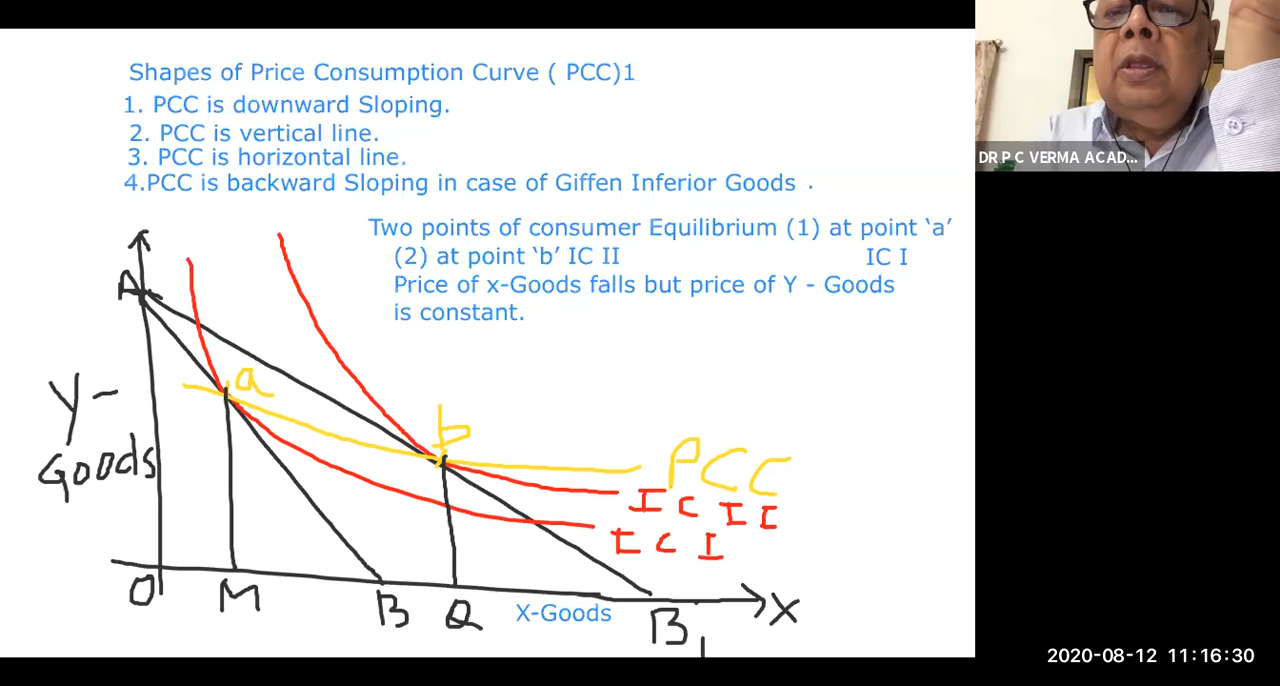 Shapes of Price Consumption Curve ( PCC)1
1. PCC is downward Sloping.
2. PCC is vertical line.
3. PCC is horizontal line.
4.PCC is backward Sloping in case of Giffen Inferior Goods .
Two points of consumer Equilibrium (1) at point ‘a’
(2) at point ‘b’ IC II IC I
Price of x-Goods falls but price of Y - Goods
is constant.
A
a
Y-
Goods
b
PCC
IC II
IC I
O M B Q X-Goods B1 X
DR P C VERMA ACAD...
2020-08-12 11:16:30